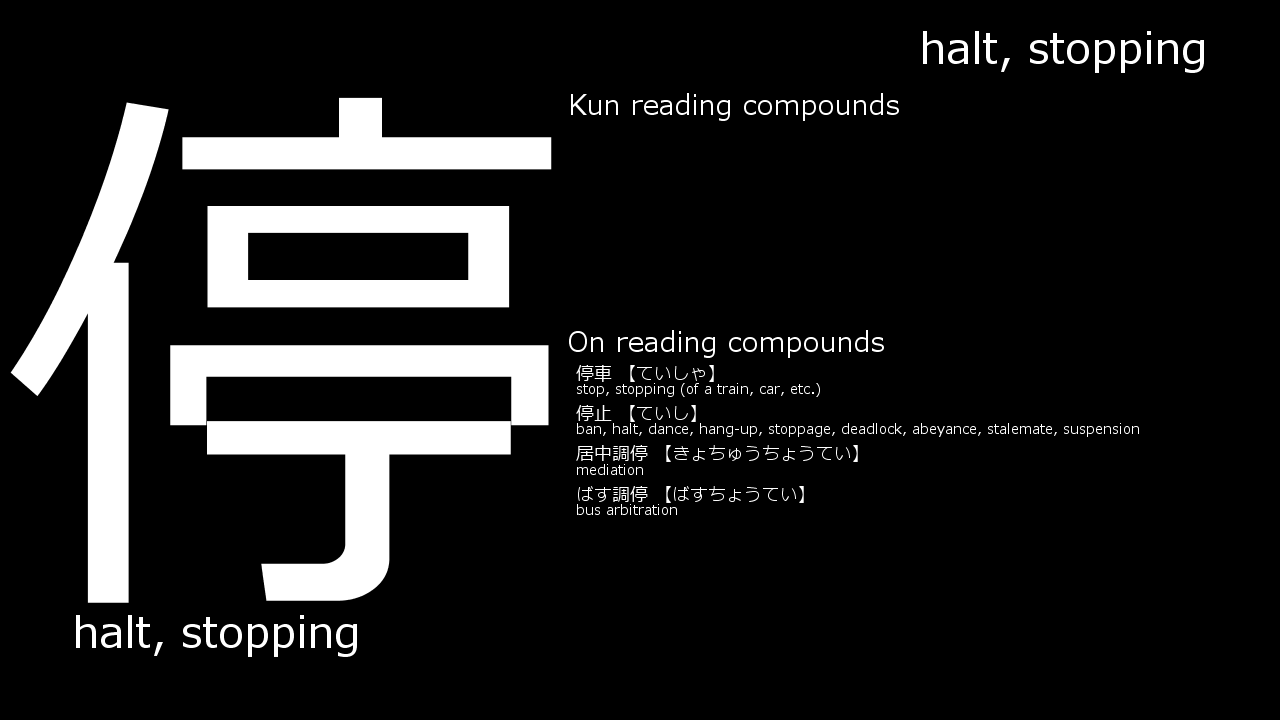 halt, stopping
停
halt, stopping
Kun reading compounds
On reading compounds
停車 【ていしゃ】
stop, stopping (of a train, car, etc.)
停止 【ていし】
ban, halt, dance, hang-up, stoppage, deadlock, abeyance, stalemate, suspension
居中調停 【きょちゅうちょうてい】
mediation
ばす調停 【ばすちょうてい】
bus arbitration